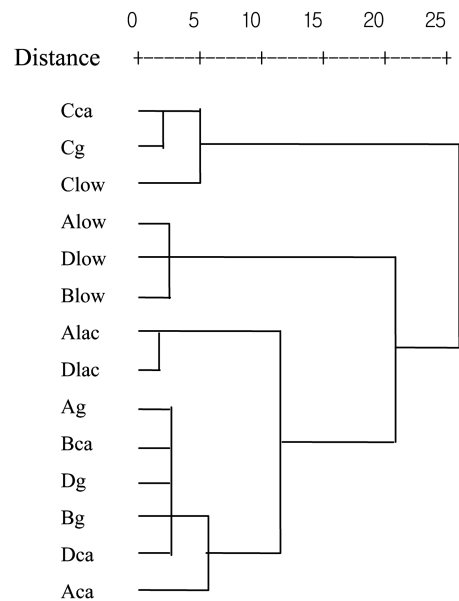 0 5 10 15 20 25
Distance
Cca
Cg
Clow
Alow
Dlow
Blow
Alac
Dlac
Ag
Bca
Dg
Bg
Dca
Aca